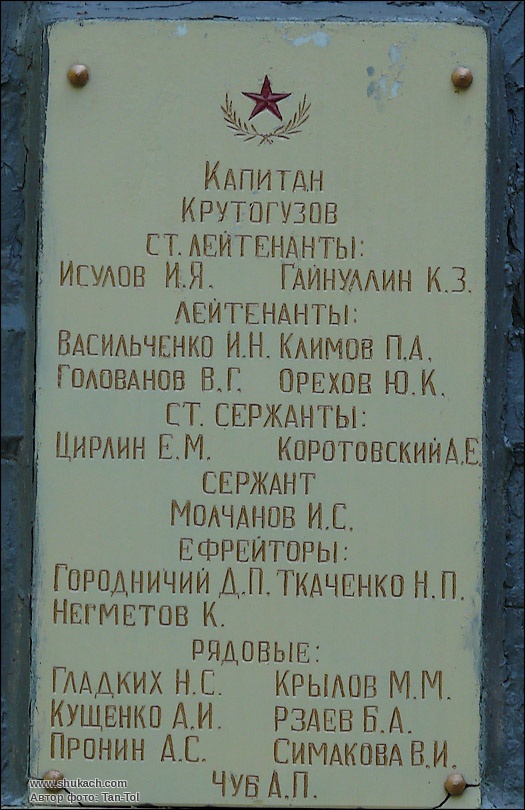 Капитан
Крутогузов
ст. лейтенанты:
Исулов И.Я. Гайнуллин К.З.
лейтенанты:
Васильченко И.Н. Климов П.А.
Голованов В.Г. Орехов Ю.К.
ст. сержанты:
Цирлин Е.М. Коротовский А.Е.
сержант
Молчанов И.С.
ефрейторы:
Городничий Д.П. Ткаченко Н.П.
Негметов К.
рядовые:
Гладких Н.С. Крылов М.М.
Кущенко А.И. Рзаев Б.А.
Пронин А.С. Симакова В.И.
Чуб А.П.
www.shukach.com
Автор фото: Tan-Tol